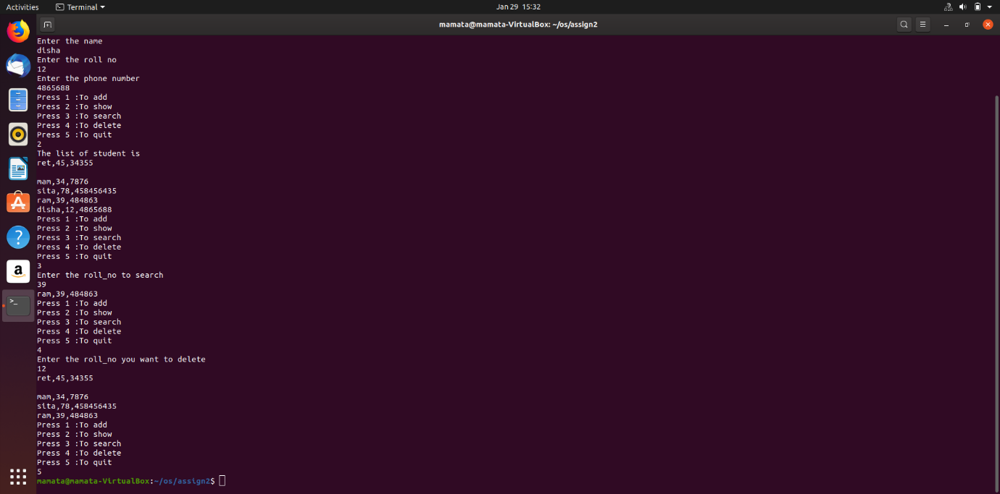 Activities
Terminal
Jan 29 15:32
mamata@mamata-VirtualBox: ~/os/assign2
Enter the name
disha
Enter the roll no
12
Enter the phone number
4865688
Press 1 :To add
Press 2 :To show
Press 3 :To search
Press 4 :To delete
Press 5 :To quit
2
The list of student is
ret,45,34355

mam,34,7876
sita,78,458456435
ram,39,484863
disha,12,4865688
Press 1 :To add
Press 2 :To show
Press 3 :To search
Press 4 :To delete
Press 5 :To quit
3
Enter the roll_no to search
39
ram,39,484863
Press 1 :To add
Press 2 :To show
Press 3 :To search
Press 4 :To delete
Press 5 :To quit
4
Enter the roll_no you want to delete
12
ret,45,34355

mam,34,7876
sita,78,458456435
ram,39,484863
Press 1 :To add
Press 2 :To show
Press 3 :To search
Press 4 :To delete
Press 5 :To quit
5
mamata@mamata-VirtualBox:~/os/assign2$